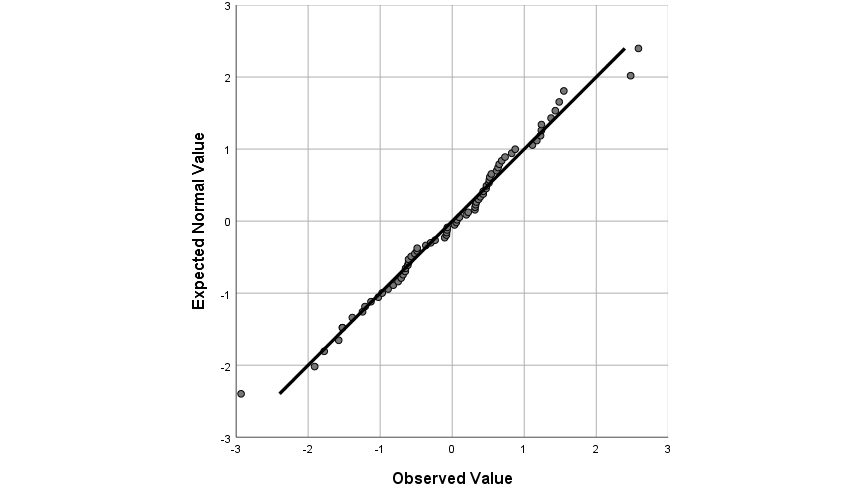 3
2
1
0
-1
-2
-3
Expected Normal Value
-3 -2 -1 0 1 2 3
Observed Value